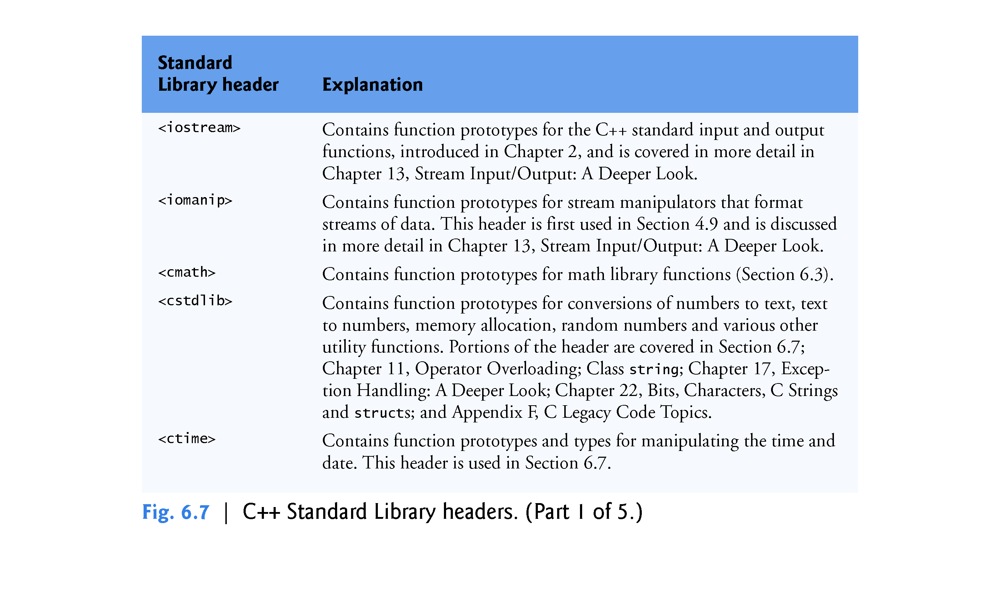 Standard
Library header Explanation
<iostream> Contains function prototypes for the C++ standard input and output
functions, introduced in Chapter 2, and is covered in more detail in
Chapter 13, Stream Input/Output: A Deeper Look.
<iomanip> Contains function prototypes for stream manipulators that format
streams of data. This header is first used in Section 4.9 and is discussed
in more detail in Chapter 13, Stream Input/Output: A Deeper Look.
<cmath> Contains function prototypes for math library functions (Section 6.3).
<cstdlib> Contains function prototypes for conversions of numbers to text, text
to numbers, memory allocation, random numbers and various other
utility functions. Portions of the header are covered in Section 6.7;
Chapter 11, Operator Overloading; Class string; Chapter 17, Excep-
tion Handling: A Deeper Look; Chapter 22, Bits, Characters, C Strings
and structs; and Appendix F, C Legacy Code Topics.
<ctime> Contains function prototypes and types for manipulating the time and
date. This header is used in Section 6.7.
Fig. 6.7 | C++ Standard Library headers. (Part 1 of 5.)